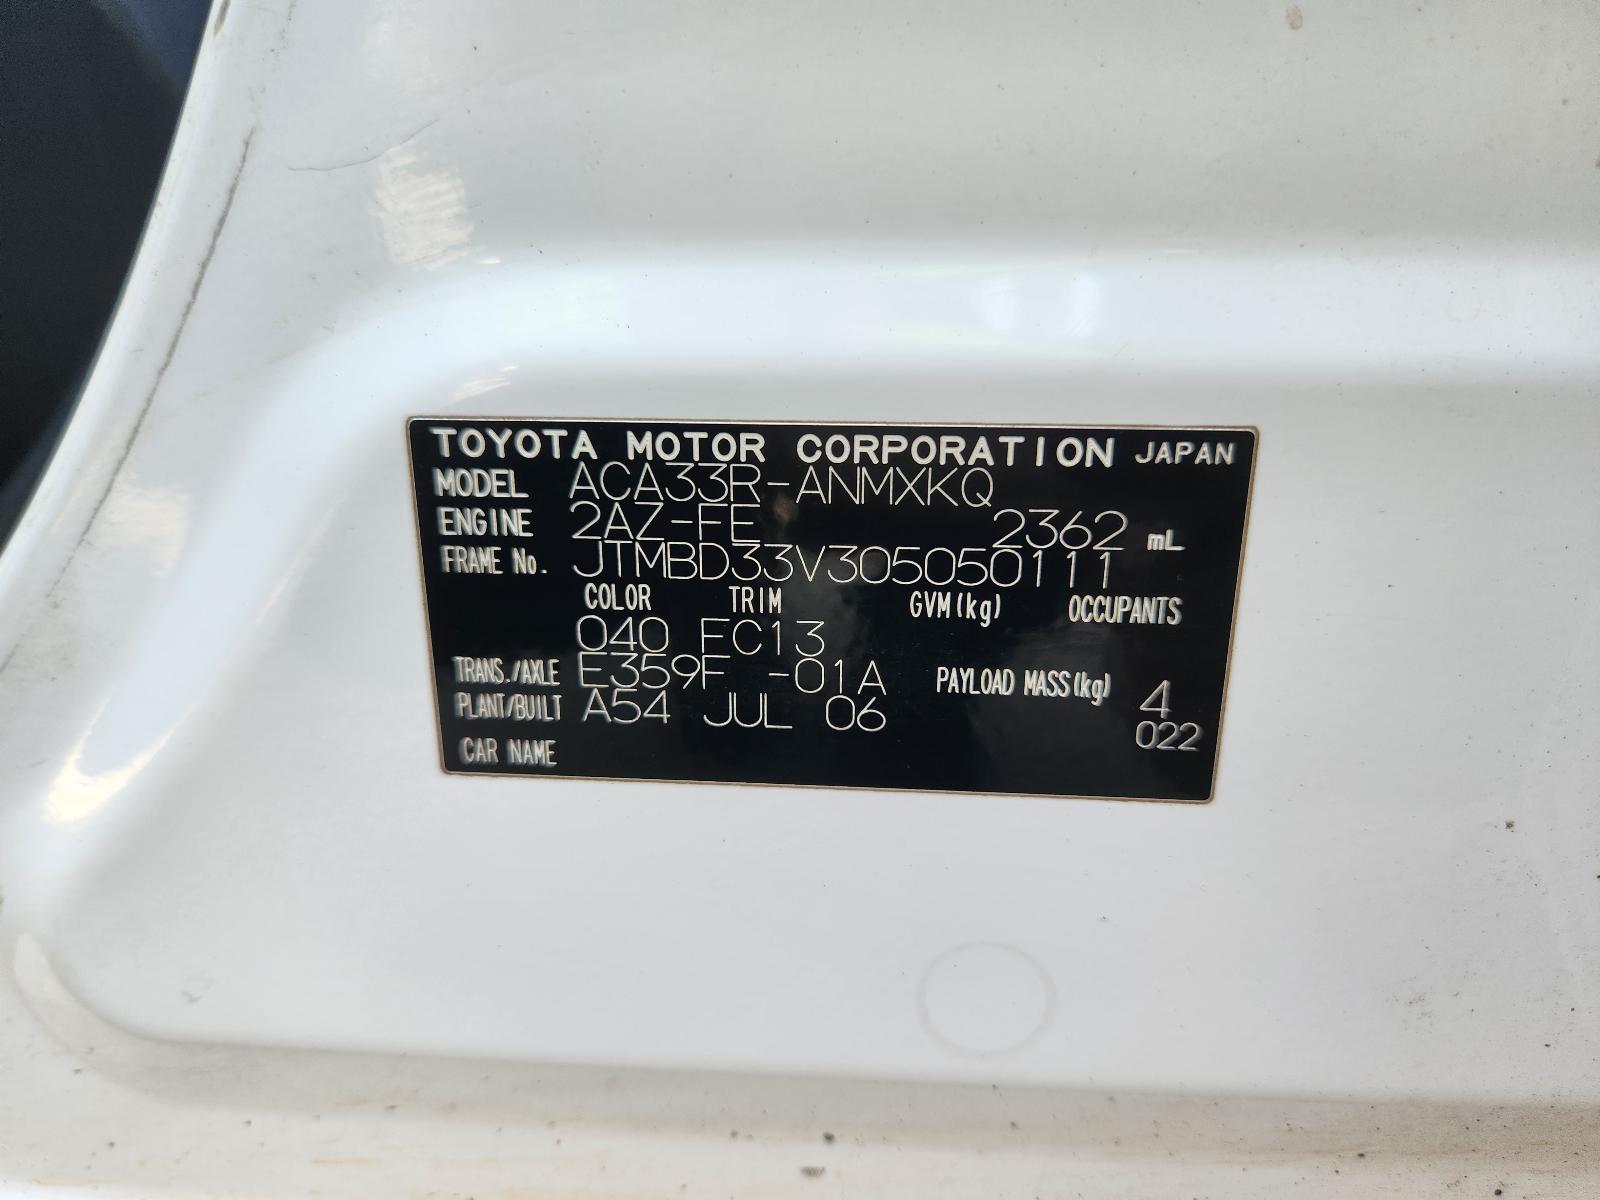 TOYOTA MOTOR CORPORATION JAPAN
MODEL ACA33R-ANMXKQ
ENGINE 2AZ-FE 2362 mL
FRAME No. JTMBD33V305050111
COLOR TRIM GVM(kg) OCCUPANTS
040 FC13
TRANS./AXLE E359F -01A PAYLOAD MASS(kg) 4
PLANT/BUILT A54 JUL 06 022
CAR NAME